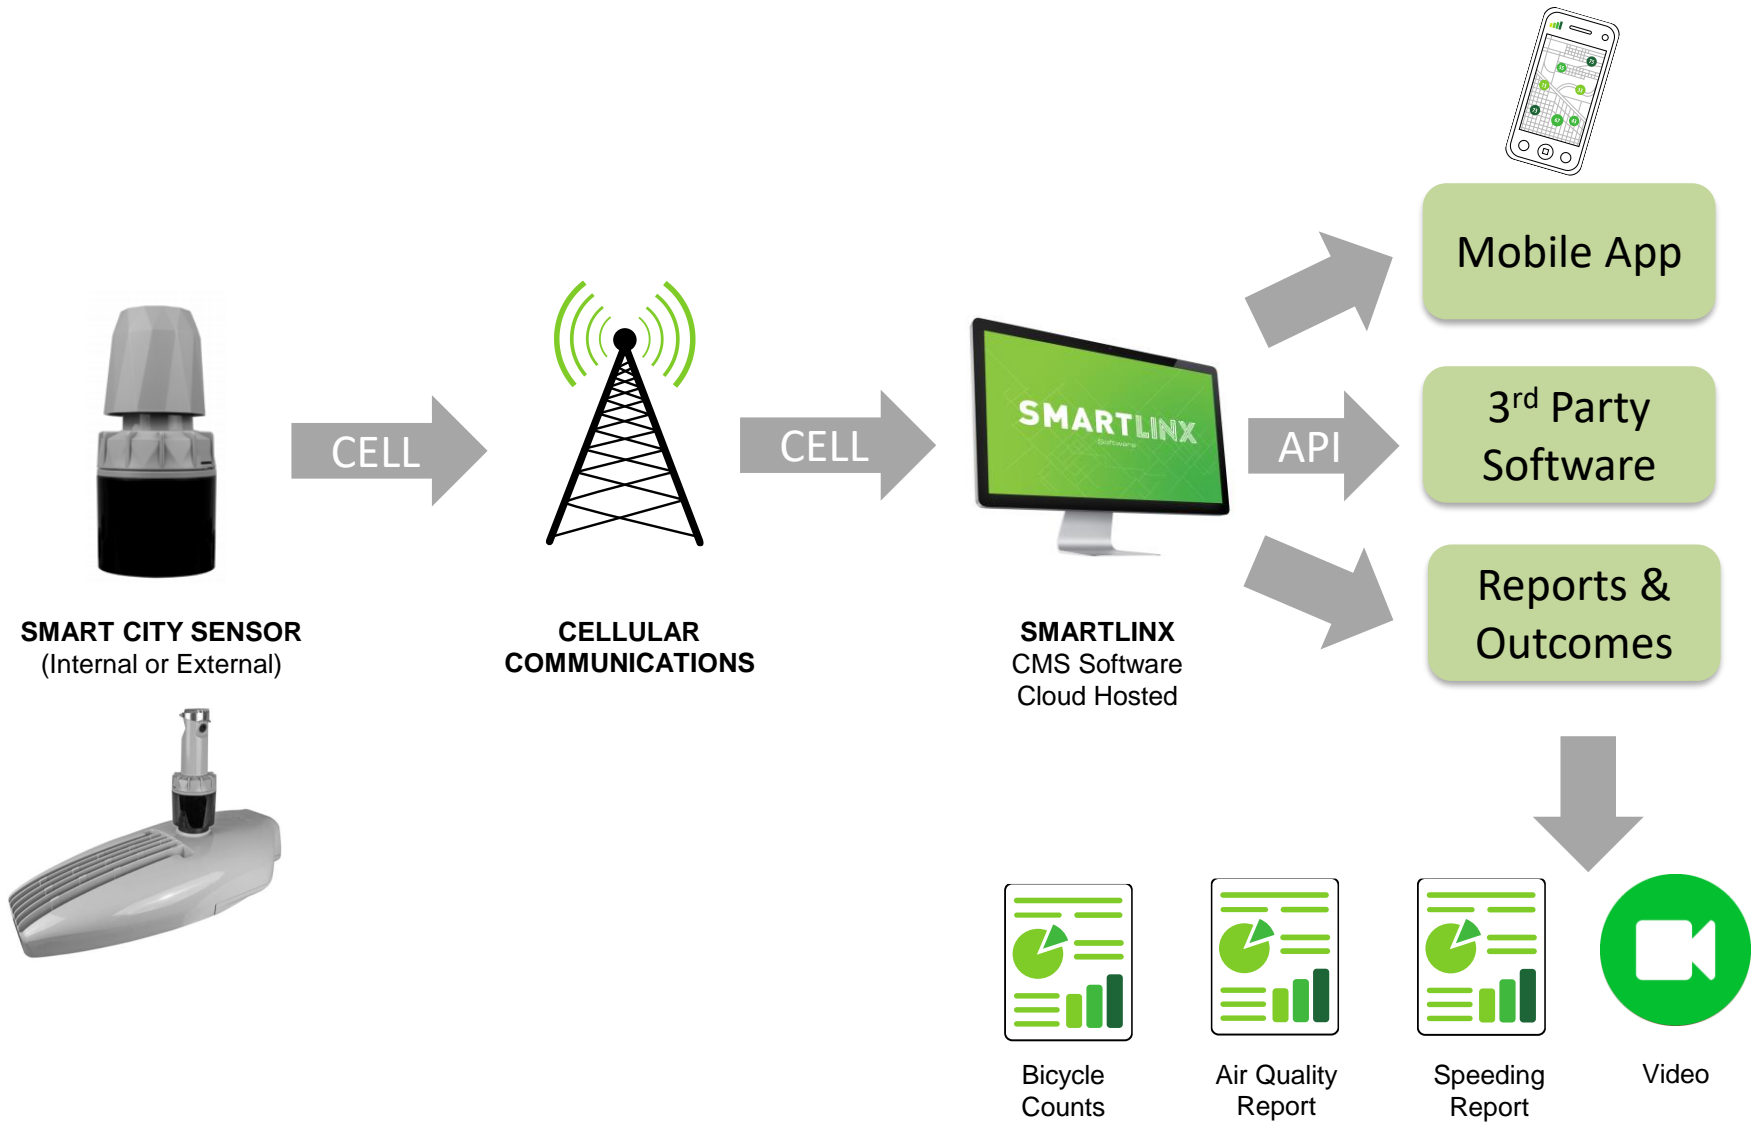 Mobile App
3rd Party
Software
Reports &
Outcomes
CELL
CELL
API
SMARTLINX
Software
SMART CITY SENSOR
(Internal or External)
CELLULAR
COMMUNICATIONS
SMARTLINX
CMS Software
Cloud Hosted
Bicycle
Counts
Air Quality
Report
Speeding
Report
Video